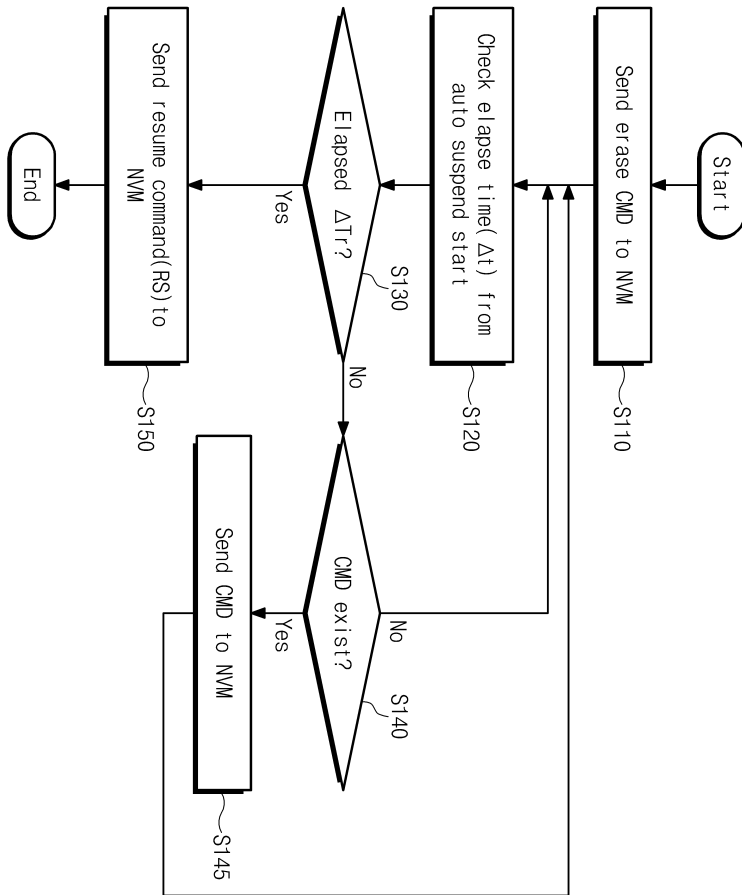 Start
Send erase CMD to NVM
S110
Check elapse time(Δt) from
auto suspend start
S120
Elapsed ΔTr?
S130
No
Yes
CMD exist?
S140
No
Yes
Send CMD to NVM
S145
Send resume command(RS)to
NVM
S150
End